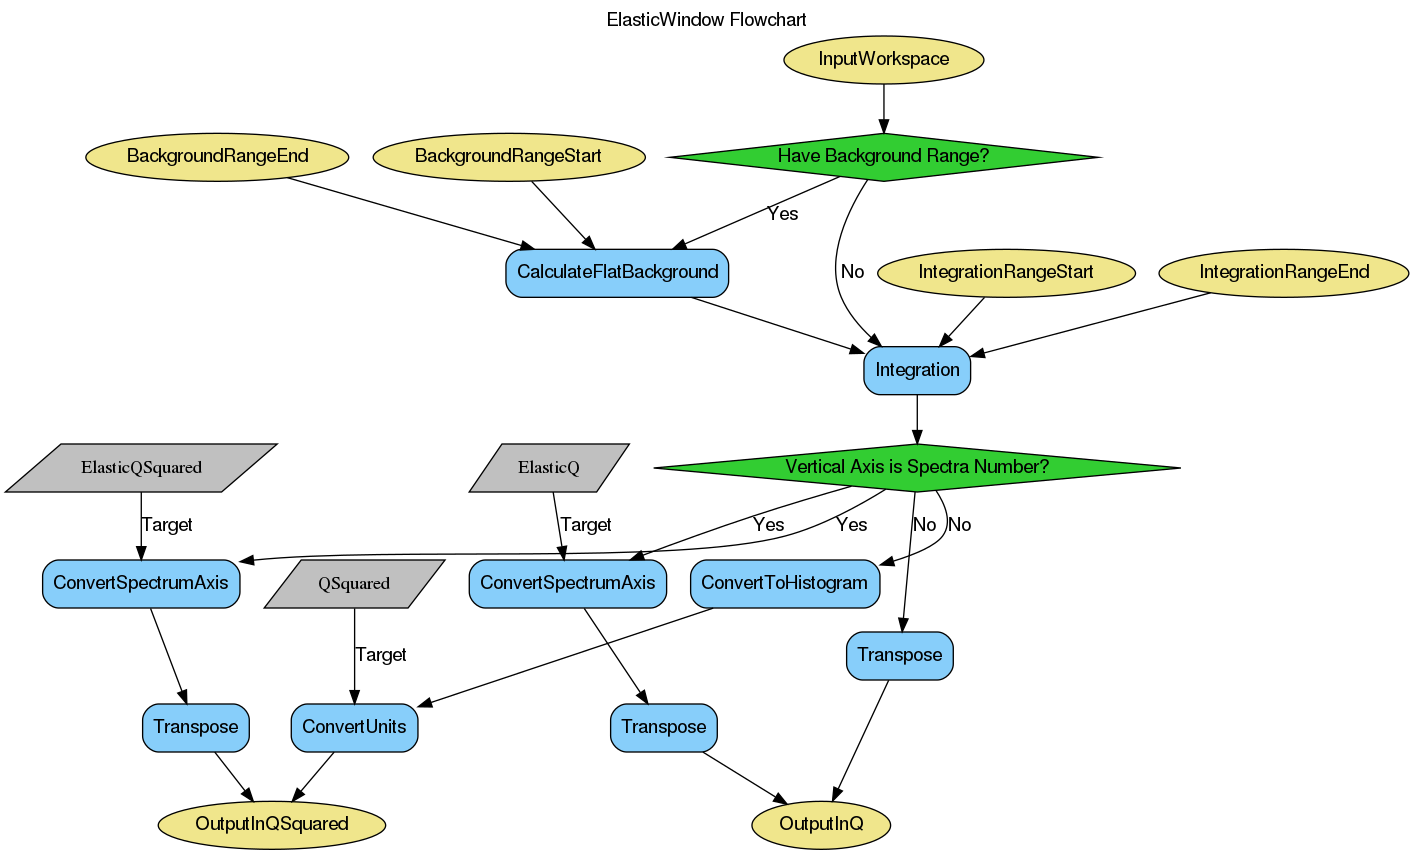 ElasticWindow Flowchart
InputWorkspace
BackgroundRangeEnd
BackgroundRangeStart
Have Background Range?
Yes
CalculateFlatBackground
No
IntegrationRangeStart
IntegrationRangeEnd
Integration
ElasticQSquared
ElasticQ
Vertical Axis is Spectra Number?
Target
Target
Yes
Yes
No
No
ConvertSpectrumAxis
QSquared
ConvertSpectrumAxis
ConvertToHistogram
Target
Transpose
Transpose
ConvertUnits
Transpose
OutputInQSquared
OutputInQ